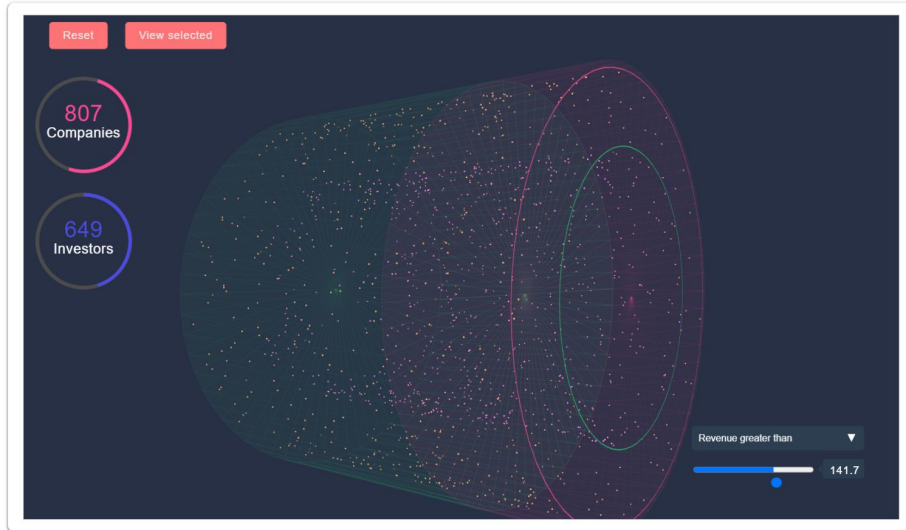 Reset
View selected
807
Companies
649
Investors
Revenue greater than
141.7